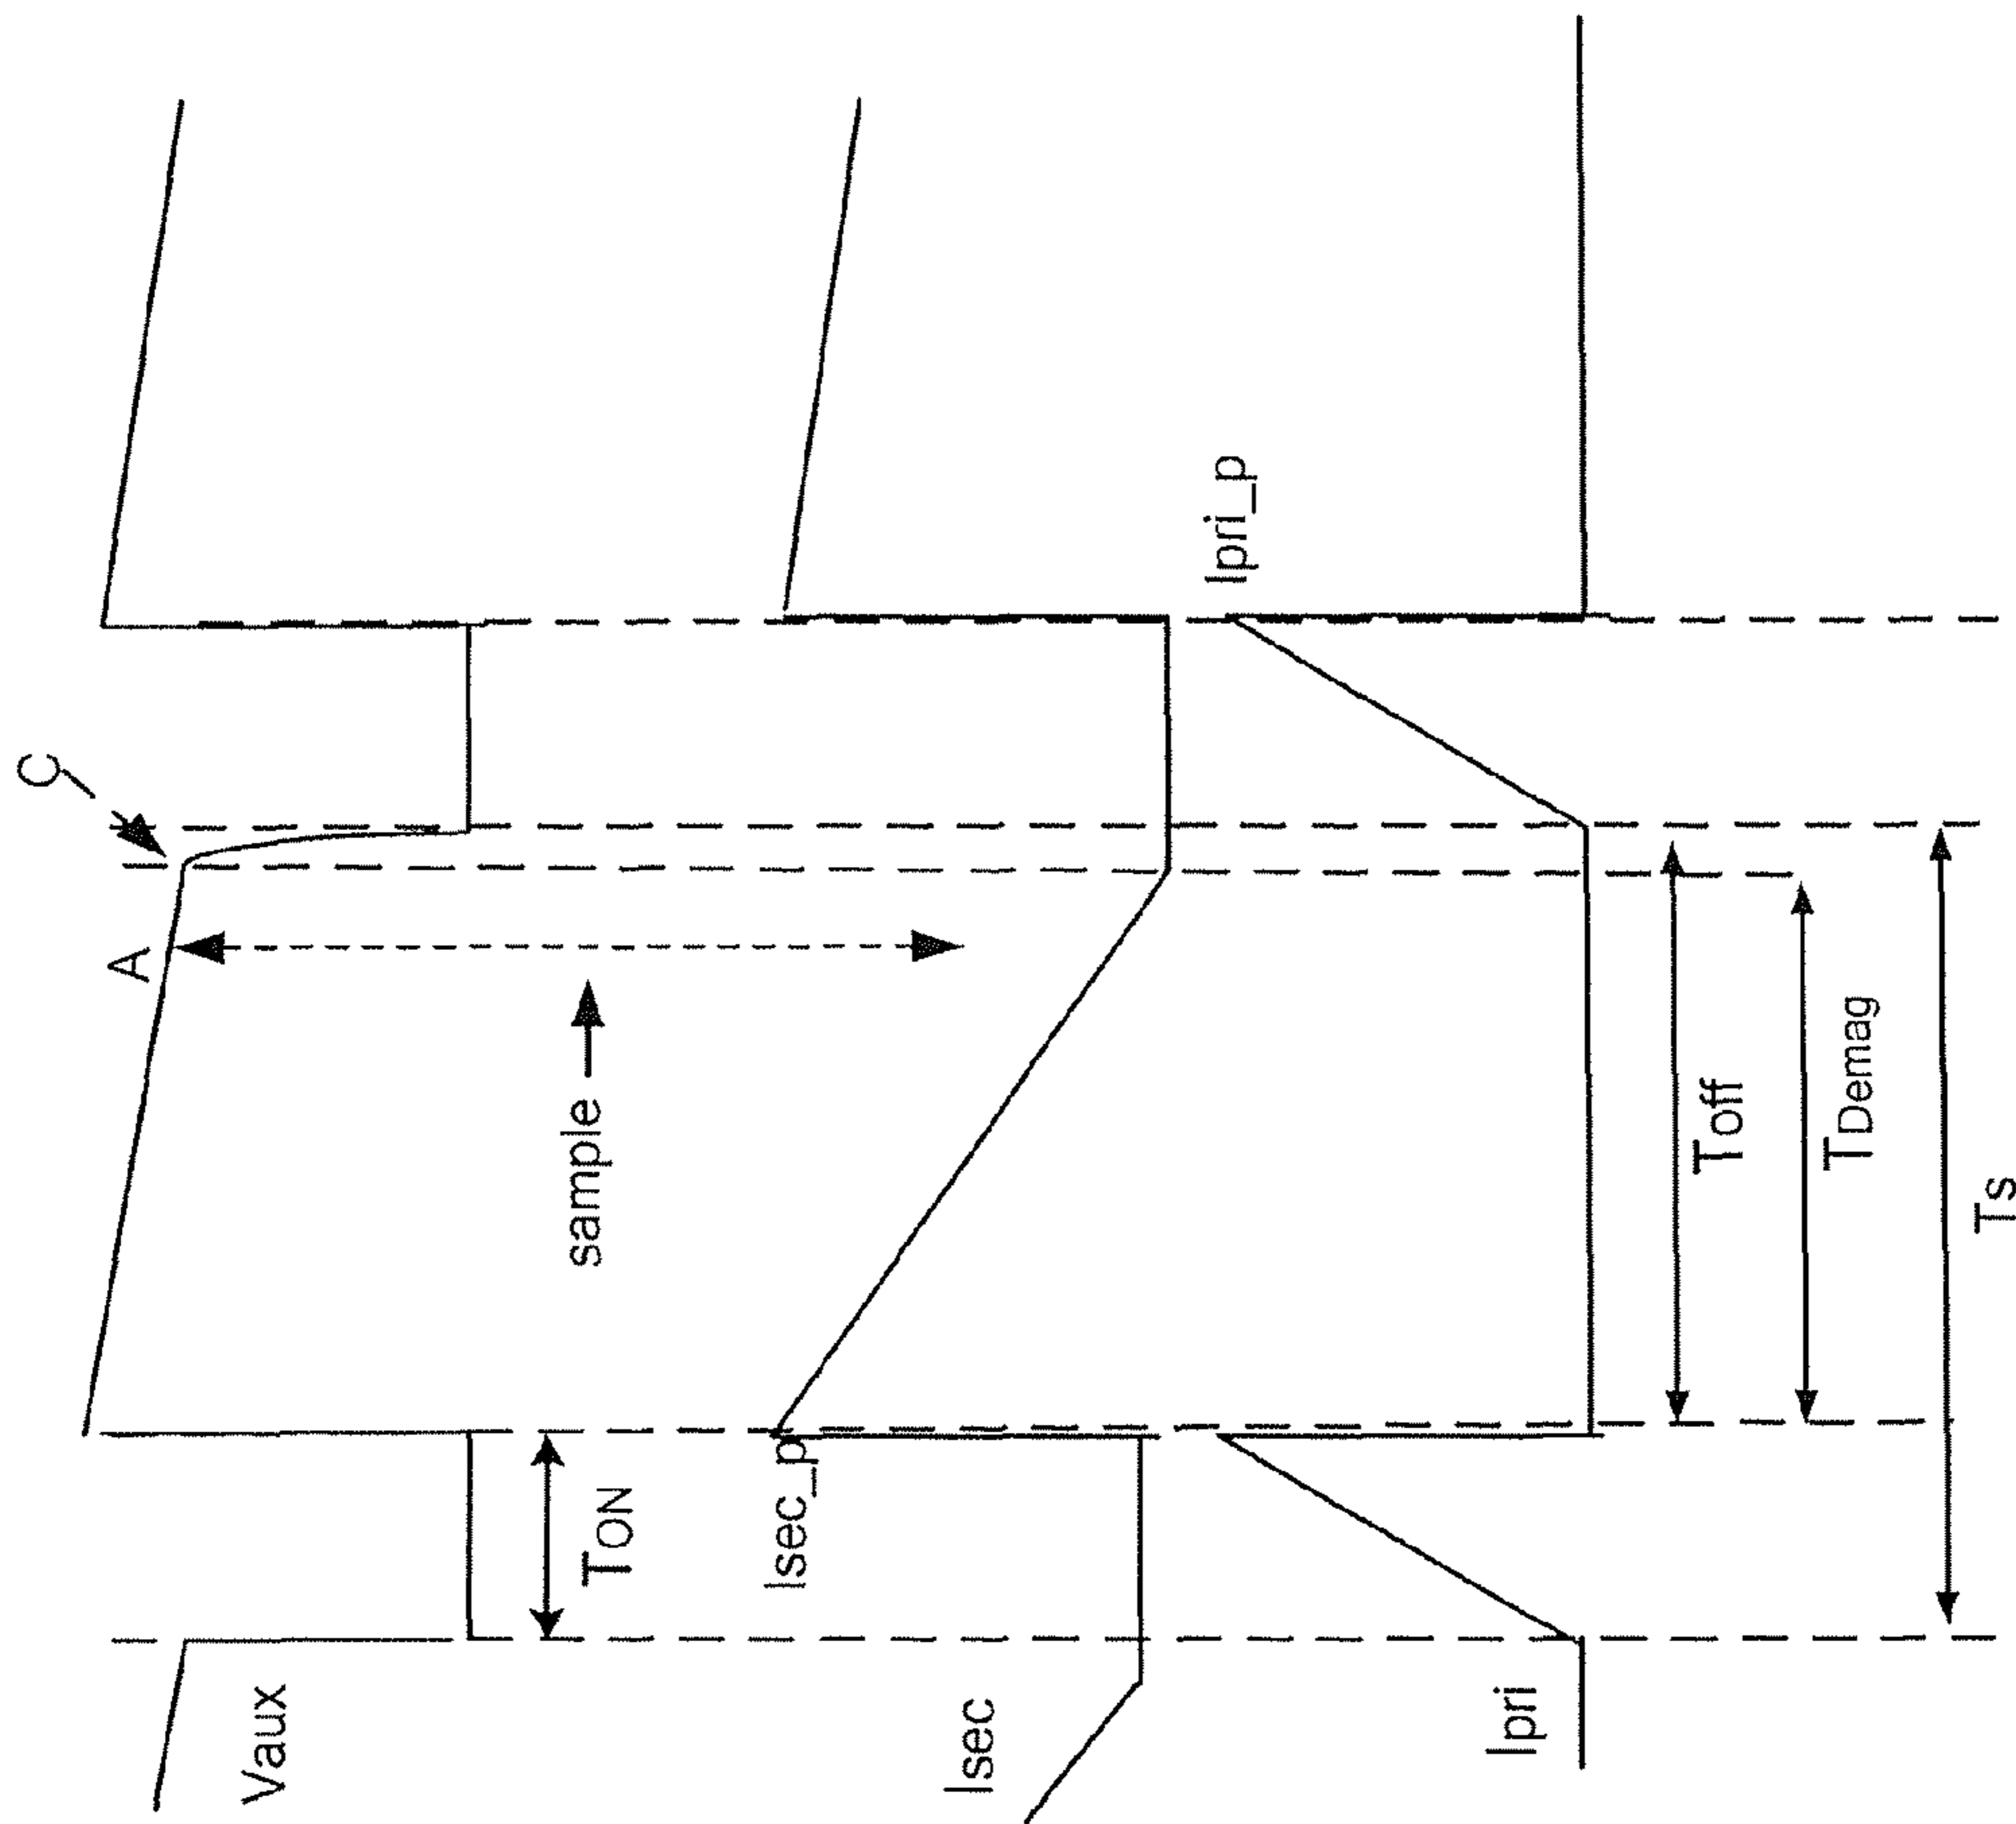 Vaux
TON
A
C
sample
Isec_p
Isec
Ipri_p
Ipri
Toff
TDemag
Ts